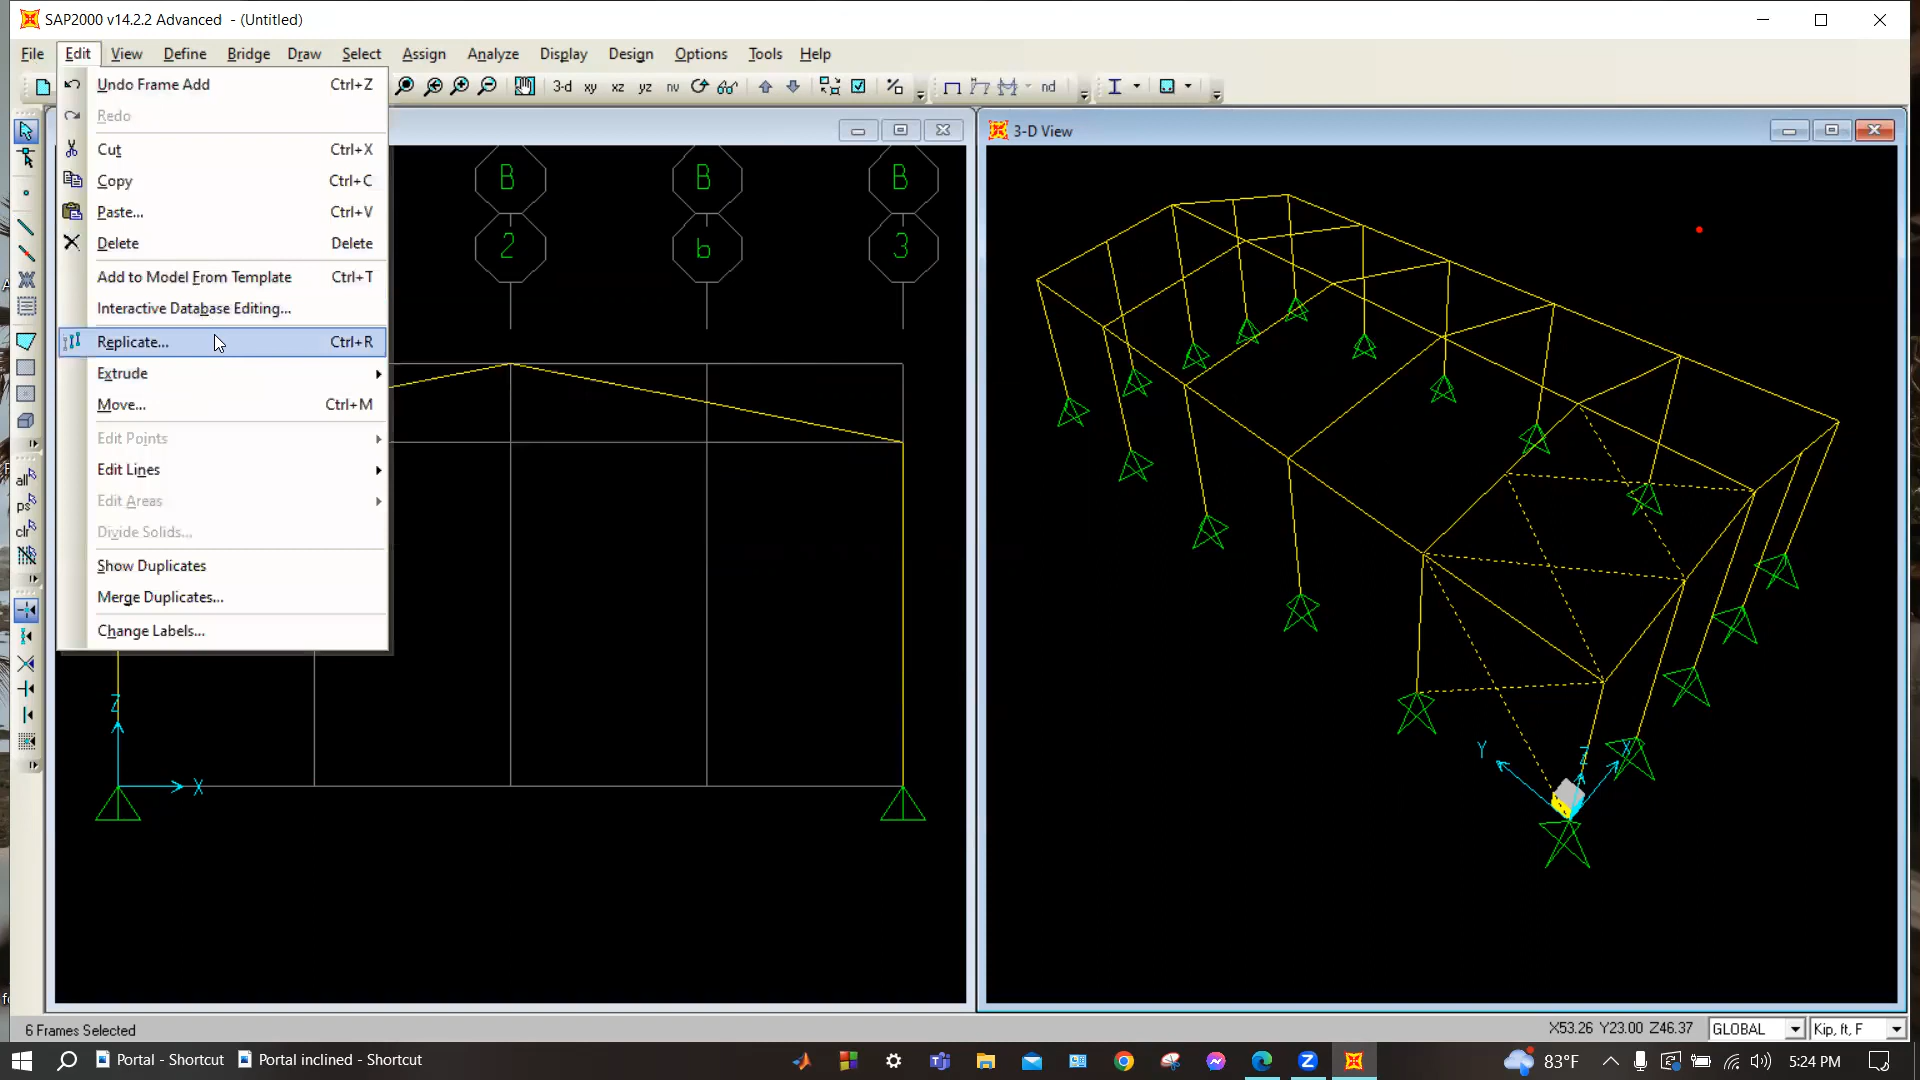 SAP2000 v14.2.2 Advanced - (Untitled)
File Edit View Define Bridge Draw Select Assign Analyze Display Design Options Tools Help
3-d xy xz yz nv nd
Undo Frame Add Ctrl+Z
Redo
Cut Ctrl+X
Copy Ctrl+C
Paste... Ctrl+V
Delete Delete
Add to Model From Template Ctrl+T
Interactive Database Editing...
Replicate... Ctrl+R
Extrude
Move... Ctrl+M
Edit Points
Edit Lines
Edit Areas
Divide Solids...
Show Duplicates
Merge Duplicates...
Change Labels...
all
ps
clr
B B B
2 b 3
Z
X
3-D View
Y Z X
6 Frames Selected
X53.26 Y23.00 Z46.37 GLOBAL Kip, ft, F
Portal - Shortcut Portal inclined - Shortcut
83°F 5:24 PM